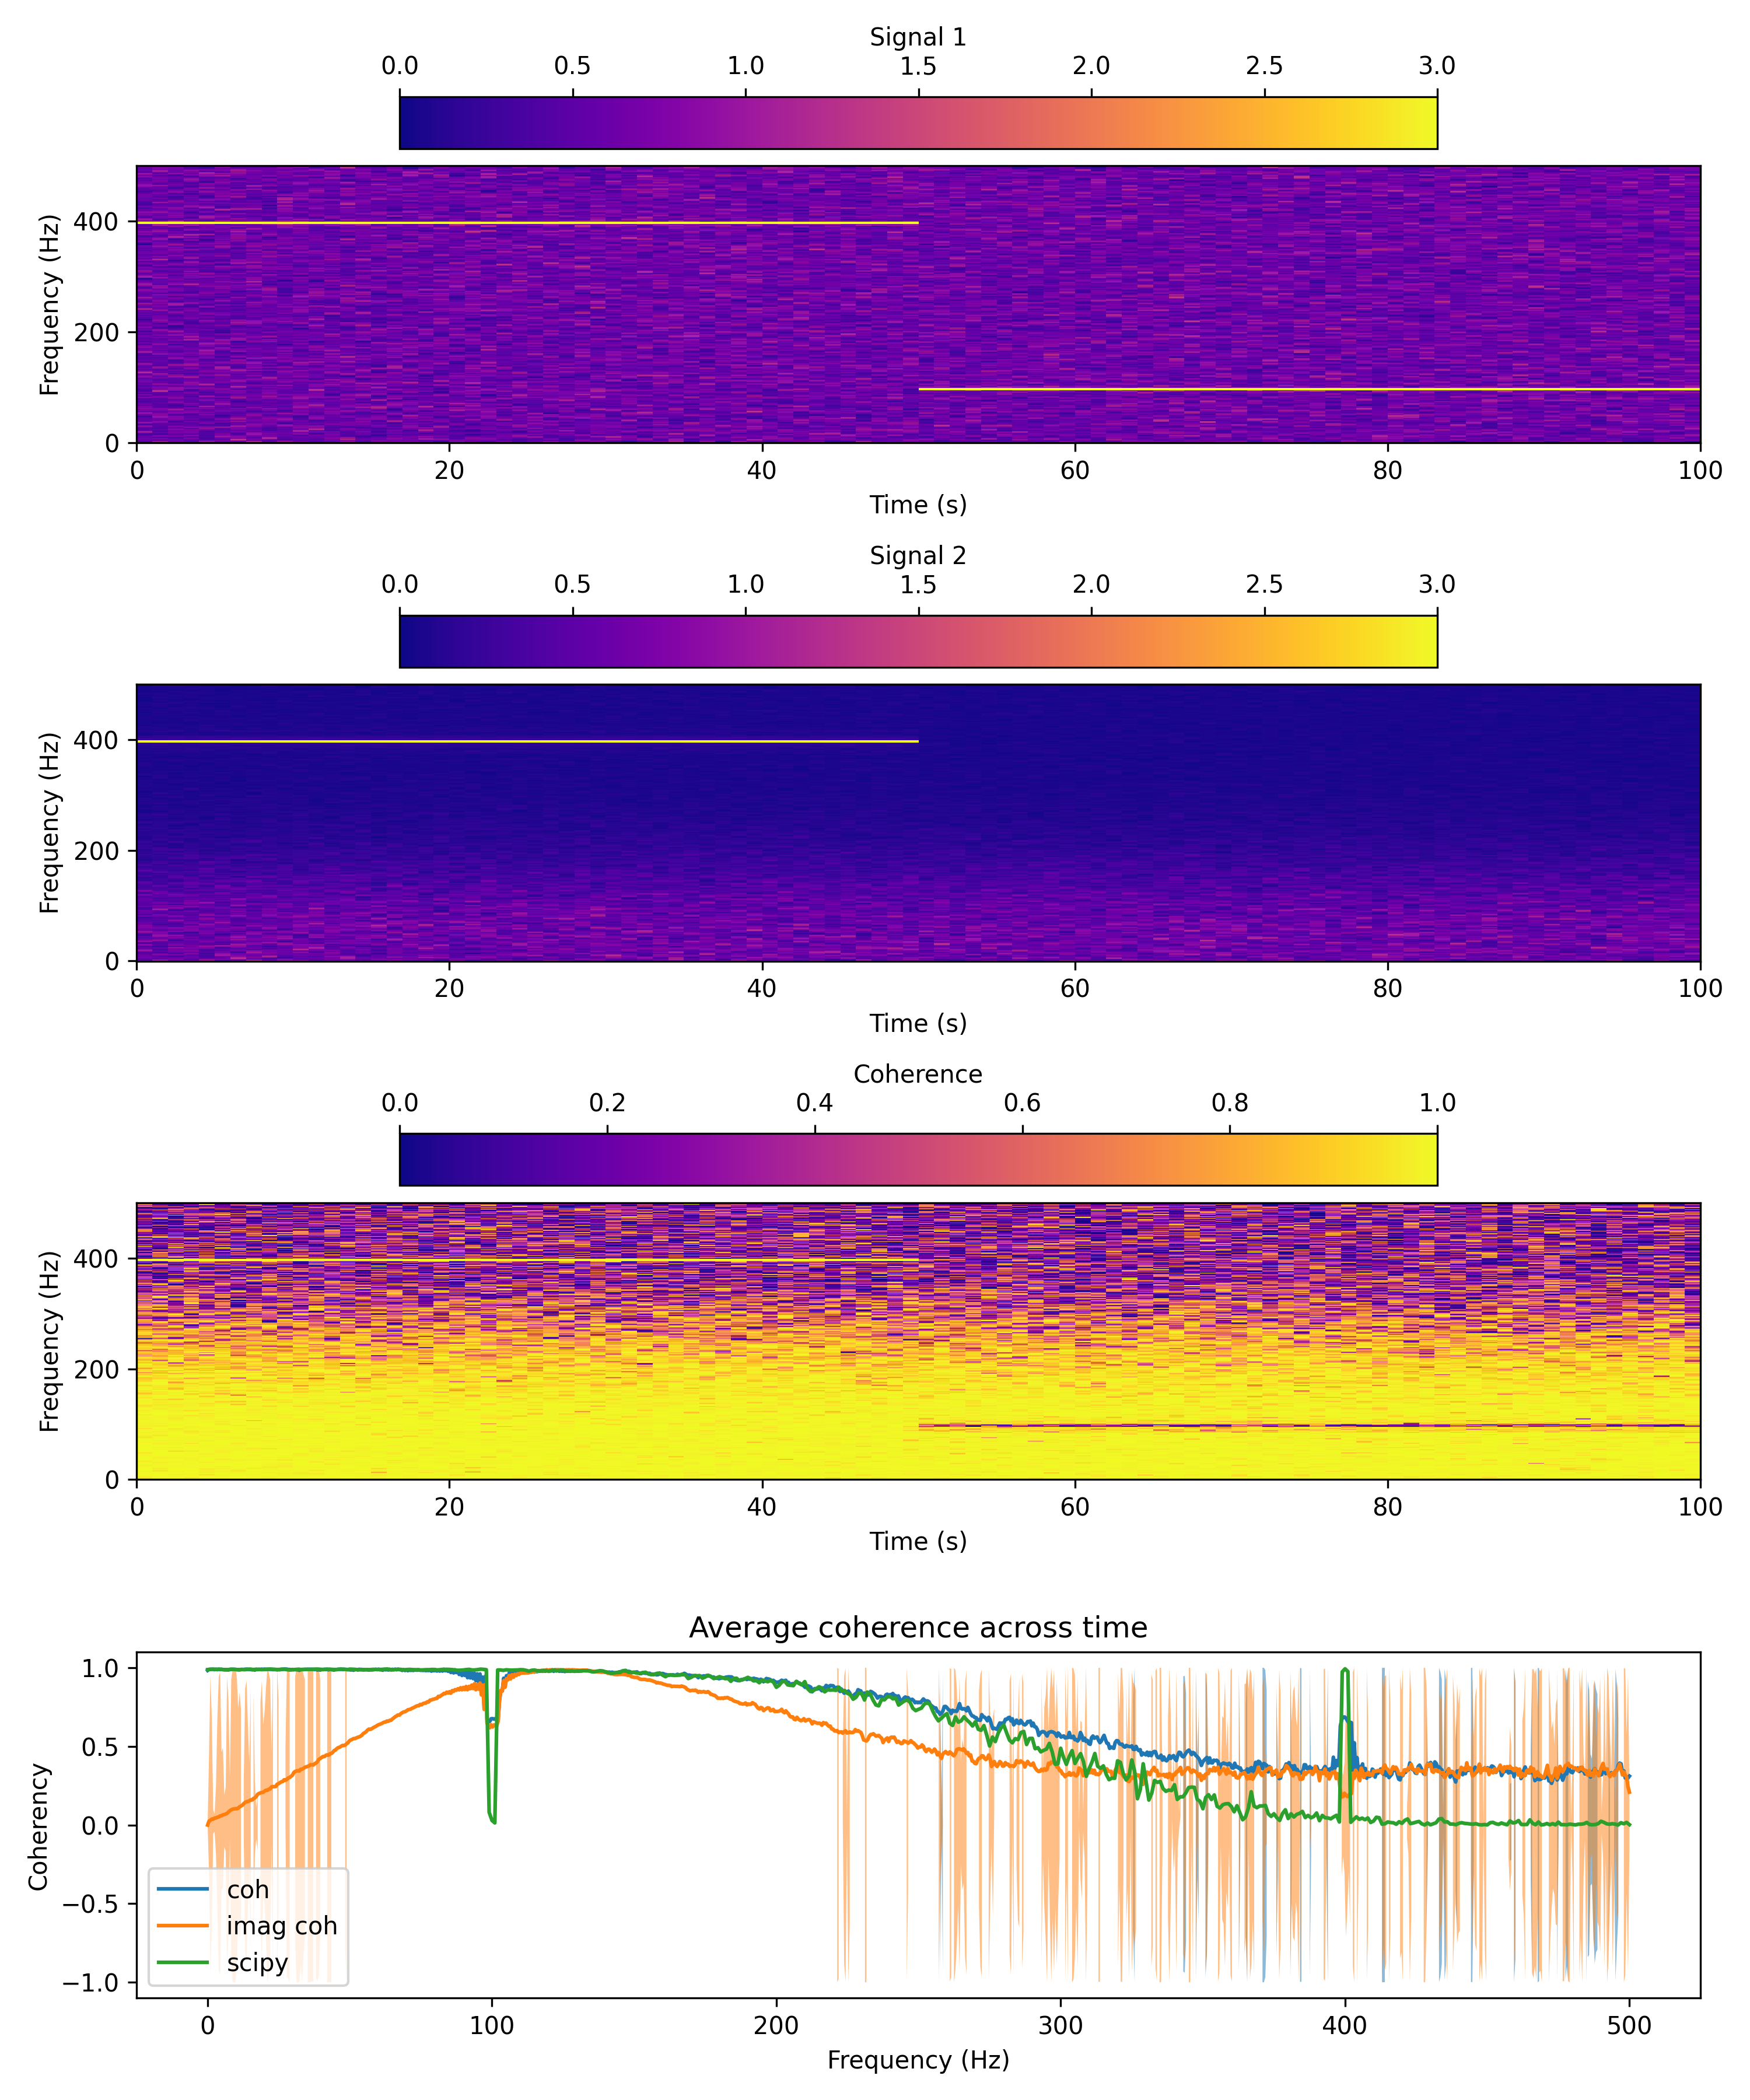 Signal 1
0.0 0.5 1.0 1.5 2.0 2.5 3.0
Frequency (Hz)
400
200
0
0 20 40 60 80 100
Time (s)
Signal 2
0.0 0.5 1.0 1.5 2.0 2.5 3.0
Frequency (Hz)
400
200
0
0 20 40 60 80 100
Time (s)
Coherence
0.0 0.2 0.4 0.6 0.8 1.0
Frequency (Hz)
400
200
0
0 20 40 60 80 100
Time (s)
Average coherence across time
Coherency
1.0
0.5
0.0
−0.5
−1.0
coh
imag coh
scipy
0 100 200 300 400 500
Frequency (Hz)